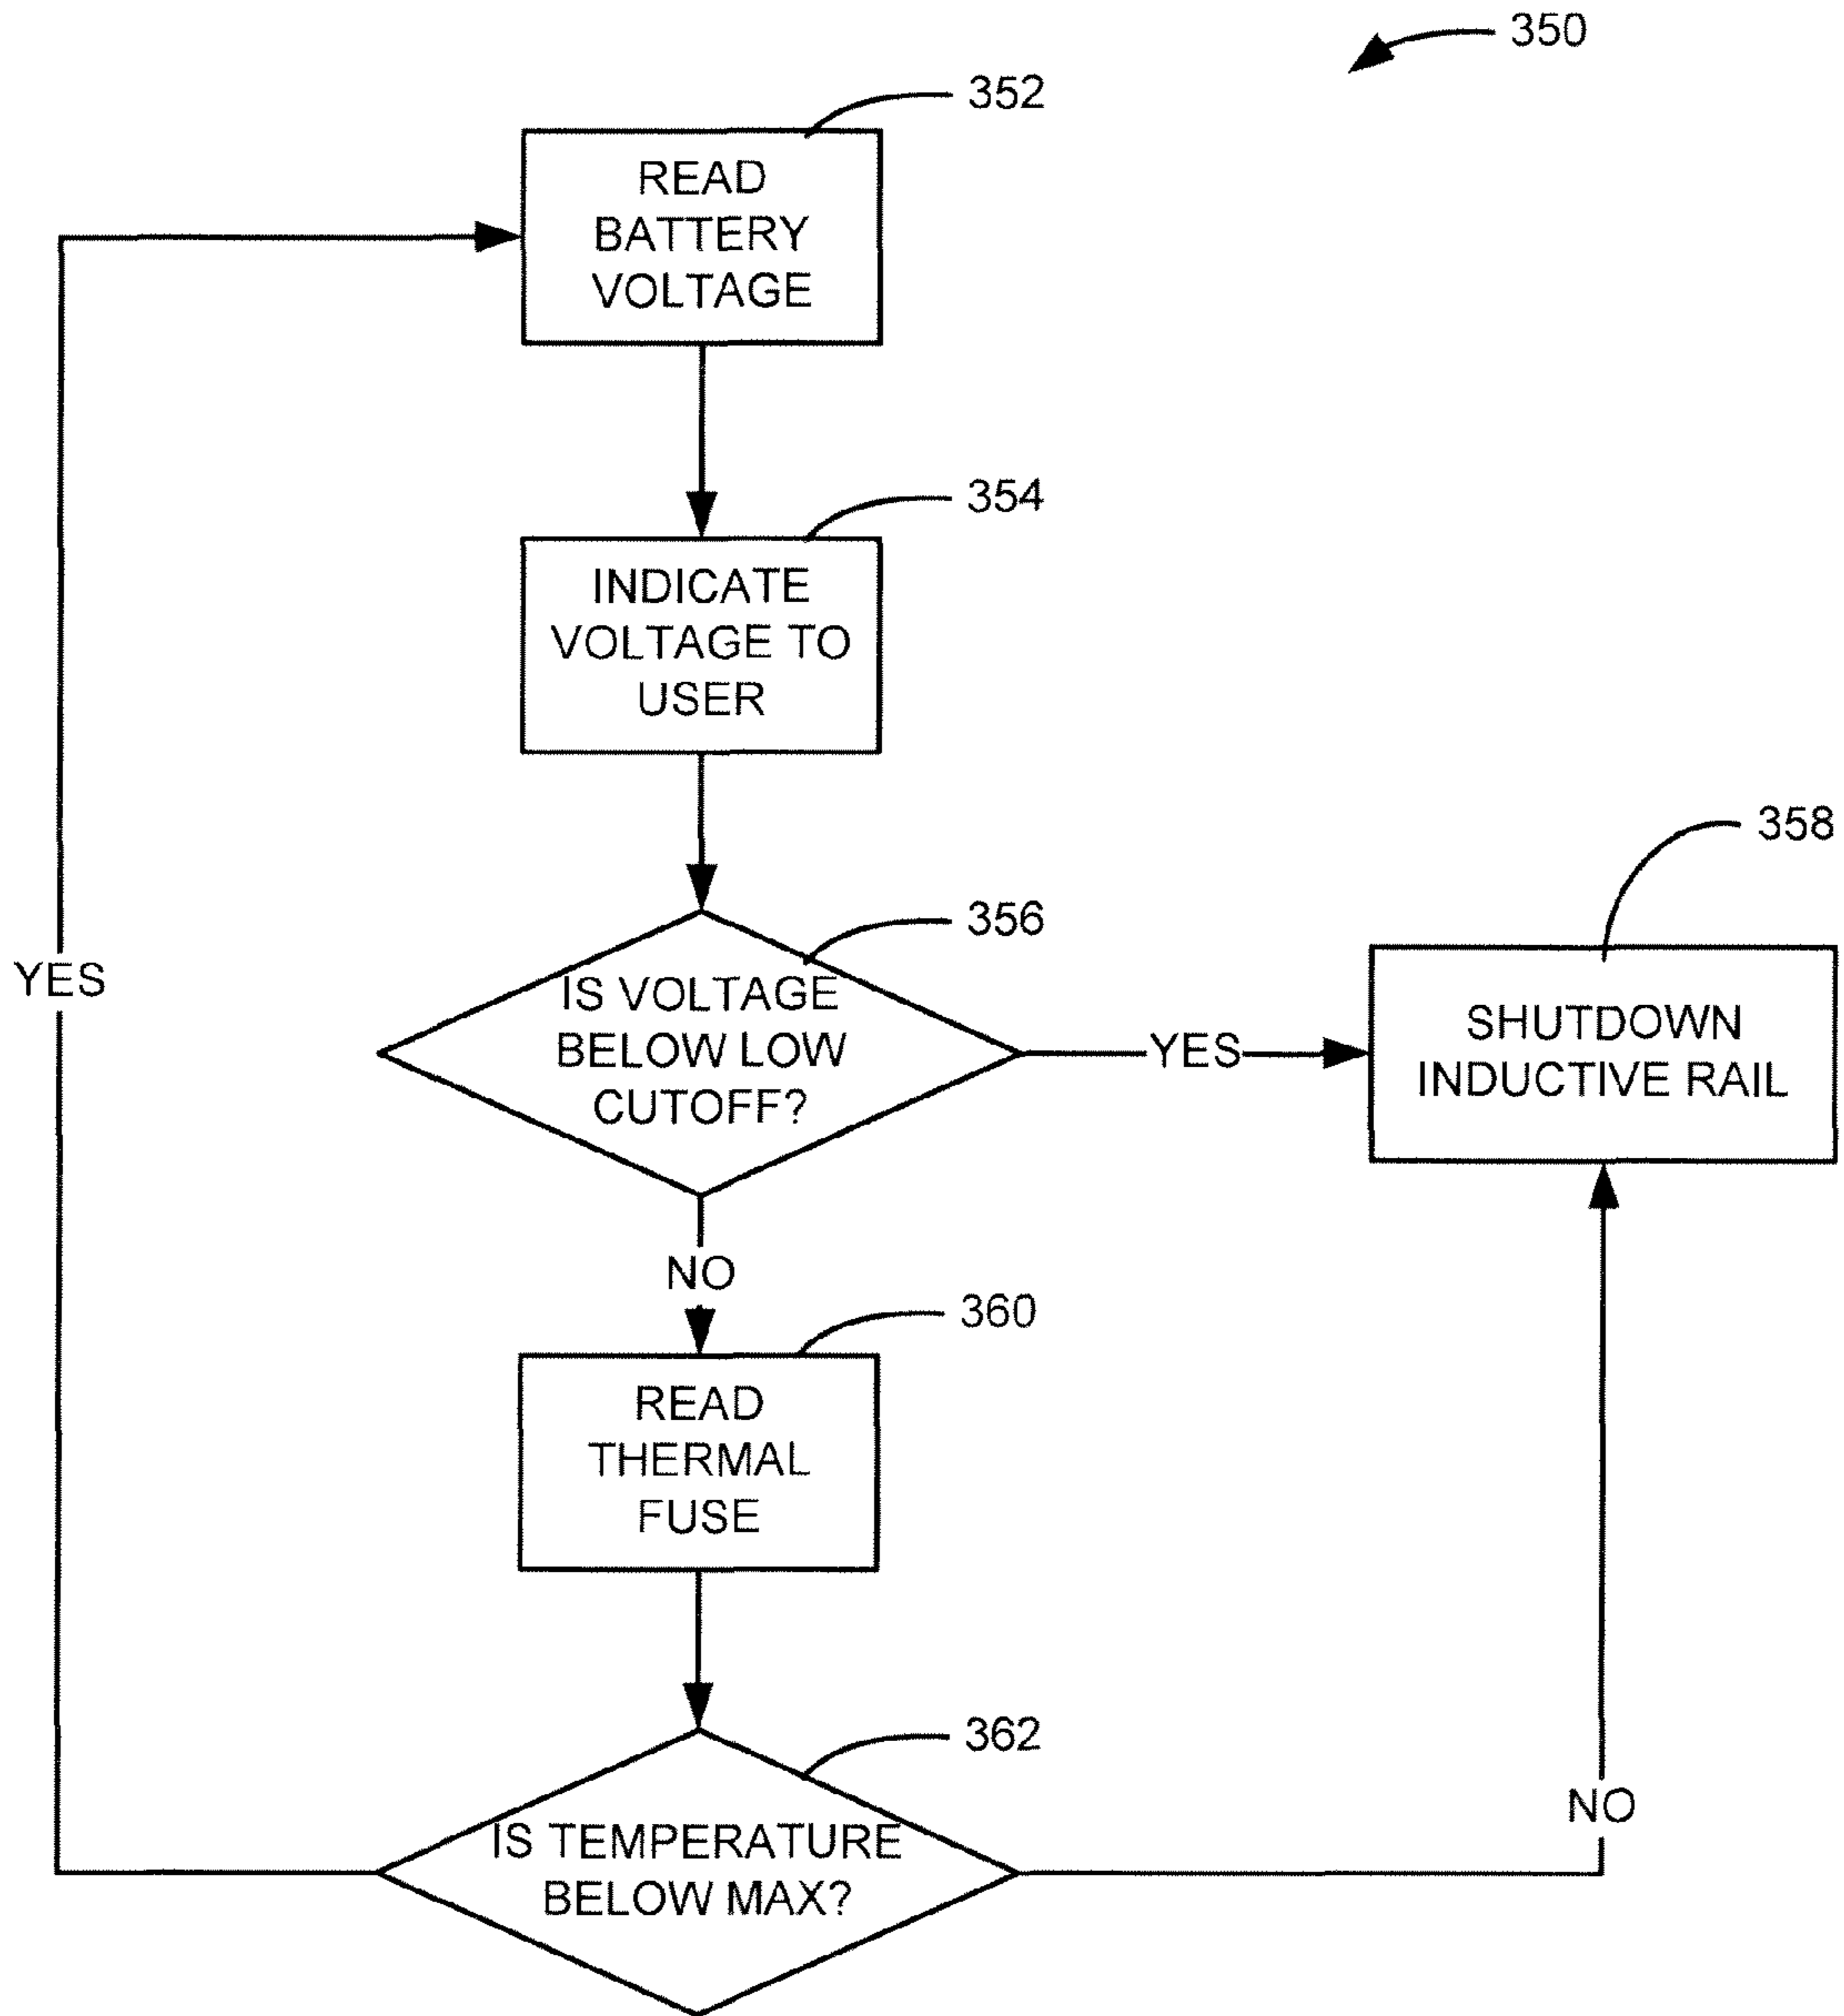 350
352
READ
BATTERY
VOLTAGE
354
INDICATE
VOLTAGE TO
USER
358
356
YES
IS VOLTAGE
BELOW LOW
CUTOFF?
YES
SHUTDOWN
INDUCTIVE RAIL
NO
360
READ
THERMAL
FUSE
362
IS TEMPERATURE
BELOW MAX?
NO